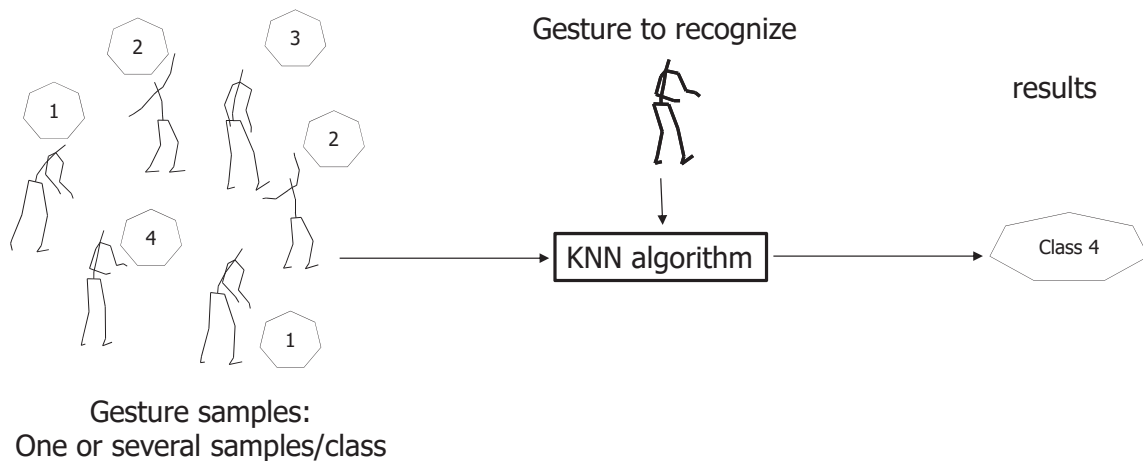 2
3
Gesture to recognize
1
results
2
4
Class 4
KNN algorithm
1
Gesture samples:
One or several samples/class